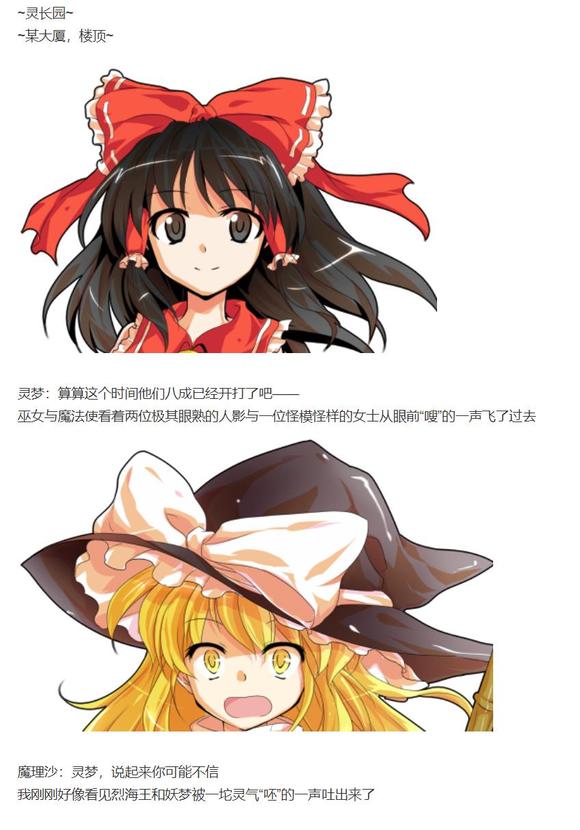 ~灵长园~
~某大厦，楼顶~
灵梦：算算这个时间他们八成已经开打了吧——
巫女与魔法使看着两位极其眼熟的人影与一位怪模怪样的女士从眼前“嗖”的一声飞了过去
魔理沙：灵梦，说起来你可能不信
我刚刚好像看见烈海王和妖梦被一坨灵气“呸”的一声吐出来了